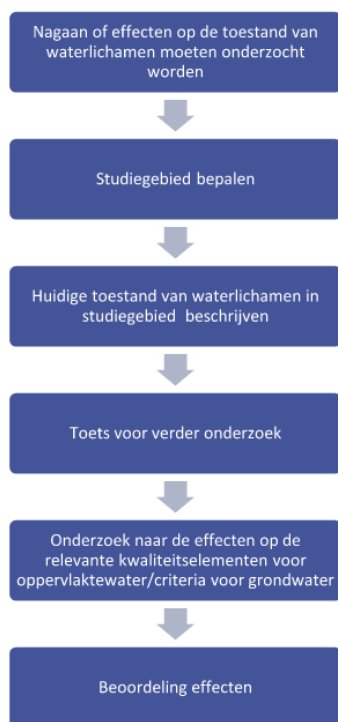 Nagaan of effecten op de toestand van
waterlichamen moeten onderzocht
worden
Studiegebied bepalen
Huidige toestand van waterlichamen in
studiegebied beschrijven
Toets voor verder onderzoek
Onderzoek naar de effecten op de
relevante kwaliteitselementen voor
oppervlaktewater/criteria voor grondwater
Beoordeling effecten